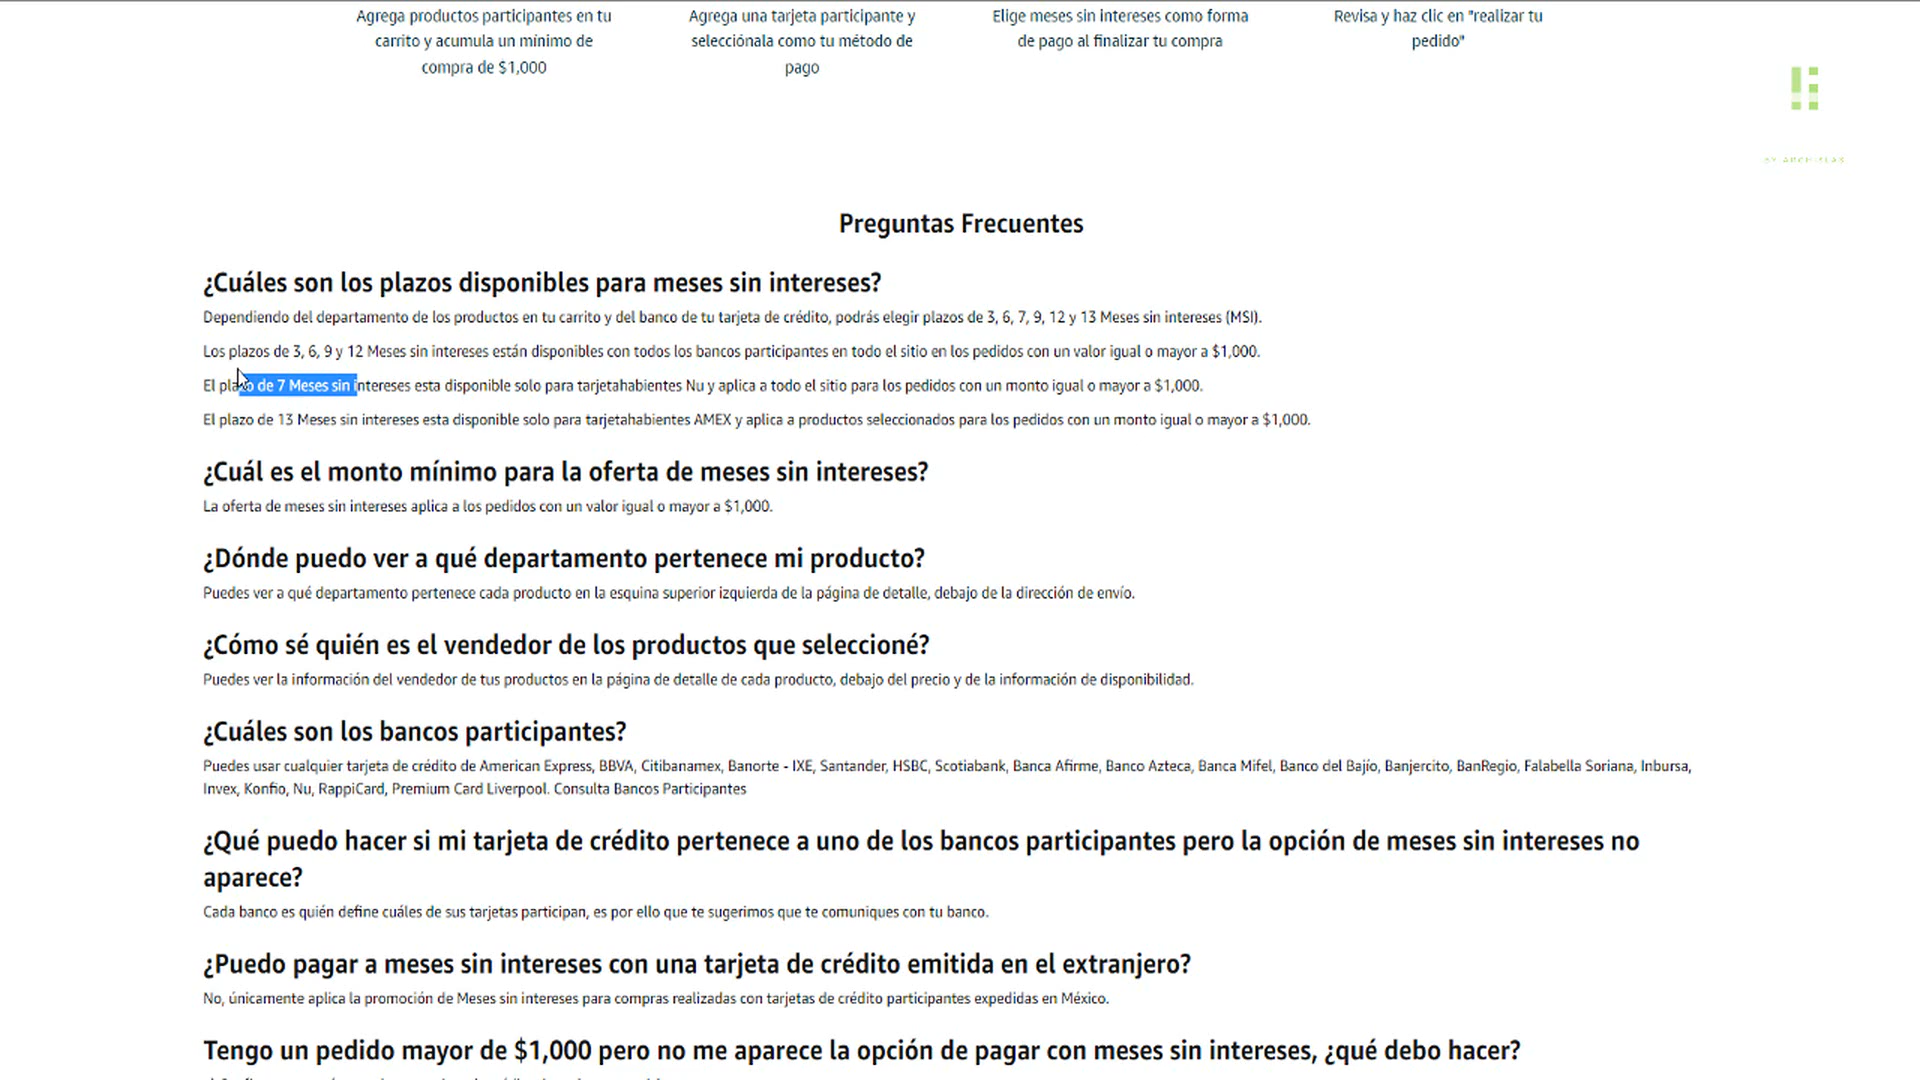 Agrega productos participantes en tu
carrito y acumula un mínimo de
compra de $1,000
Agrega una tarjeta participante y
selecciónala como tu método de
pago
Elige meses sin intereses como forma
de pago al finalizar tu compra
Revisa y haz clic en "realizar tu
pedido"
Preguntas Frecuentes
¿Cuáles son los plazos disponibles para meses sin intereses?
Dependiendo del departamento de los productos en tu carrito y del banco de tu tarjeta de crédito, podrás elegir plazos de 3, 6, 7, 9, 12 y 13 Meses sin intereses (MSI).
Los plazos de 3, 6, 9 y 12 Meses sin intereses están disponibles con todos los bancos participantes en todo el sitio en los pedidos con un valor igual o mayor a $1,000.
El plazo de 7 Meses sin intereses esta disponible solo para tarjetahabientes Nu y aplica a todo el sitio para los pedidos con un monto igual o mayor a $1,000.
El plazo de 13 Meses sin intereses esta disponible solo para tarjetahabientes AMEX y aplica a productos seleccionados para los pedidos con un monto igual o mayor a $1,000.
¿Cuál es el monto mínimo para la oferta de meses sin intereses?
La oferta de meses sin intereses aplica a los pedidos con un valor igual o mayor a $1,000.
¿Dónde puedo ver a qué departamento pertenece mi producto?
Puedes ver a qué departamento pertenece cada producto en la esquina superior izquierda de la página de detalle, debajo de la dirección de envío.
¿Cómo sé quién es el vendedor de los productos que seleccioné?
Puedes ver la información del vendedor de tus productos en la página de detalle de cada producto, debajo del precio y de la información de disponibilidad.
¿Cuáles son los bancos participantes?
Puedes usar cualquier tarjeta de crédito de American Express, BBVA, Citibanamex, Banorte - IXE, Santander, HSBC, Scotiabank, Banca Afirme, Banco Azteca, Banca Mifel, Banco del Bajío, Banjercito, BanRegio, Falabella Soriana, Inbursa,
Invex, Konfio, Nu, RappiCard, Premium Card Liverpool. Consulta Bancos Participantes
¿Qué puedo hacer si mi tarjeta de crédito pertenece a uno de los bancos participantes pero la opción de meses sin intereses no
aparece?
Cada banco es quién define cuáles de sus tarjetas participan, es por ello que te sugerimos que te comuniques con tu banco.
¿Puedo pagar a meses sin intereses con una tarjeta de crédito emitida en el extranjero?
No, únicamente aplica la promoción de Meses sin intereses para compras realizadas con tarjetas de crédito participantes expedidas en México.
Tengo un pedido mayor de $1,000 pero no me aparece la opción de pagar con meses sin intereses, ¿qué debo hacer?